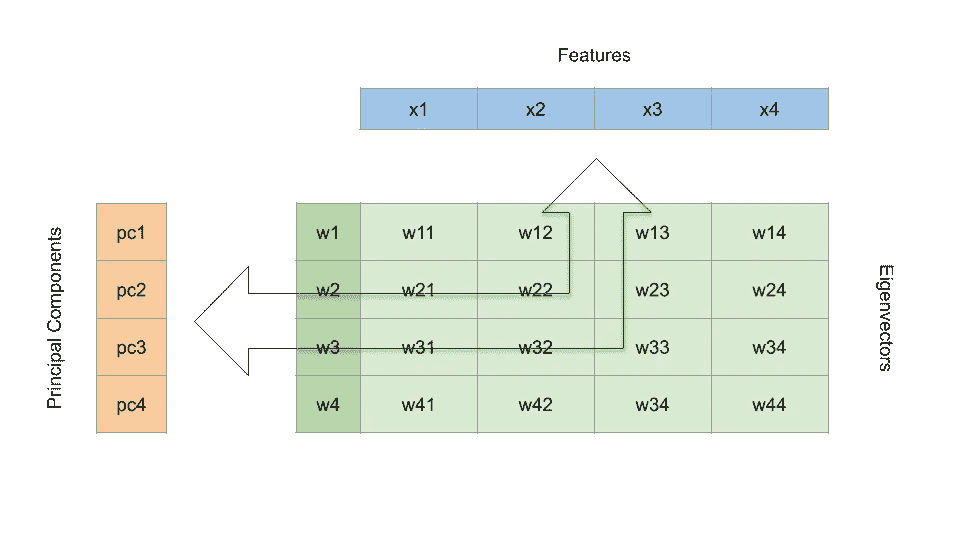 Features
x1 x2 x3 x4
Principal Components
pc1 w1 w11 w12 w13 w14
pc2 w2 w21 w22 w23 w24
pc3 w3 w31 w32 w33 w34
pc4 w4 w41 w42 w34 w44
Eigenvectors